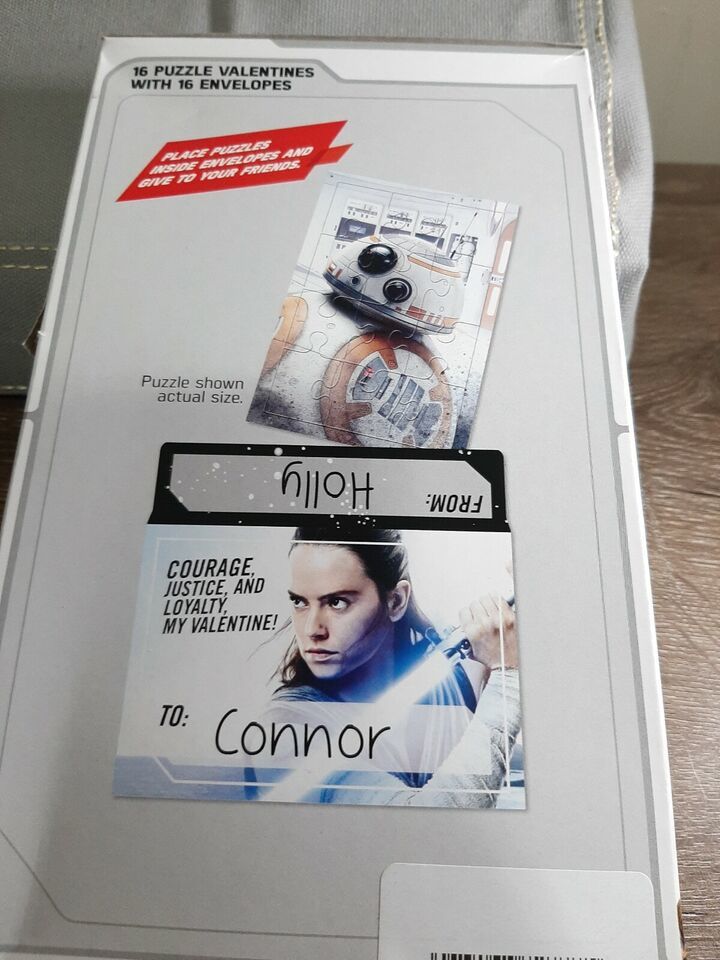 16 PUZZLE VALENTINES
WITH 16 ENVELOPES
PLACE PUZZLES
INSIDE ENVELOPES AND
GIVE TO YOUR FRIENDS.
Puzzle shown
actual size.
FROM: Holly
COURAGE,
JUSTICE, AND
LOYALTY,
MY VALENTINE!
TO: Connor